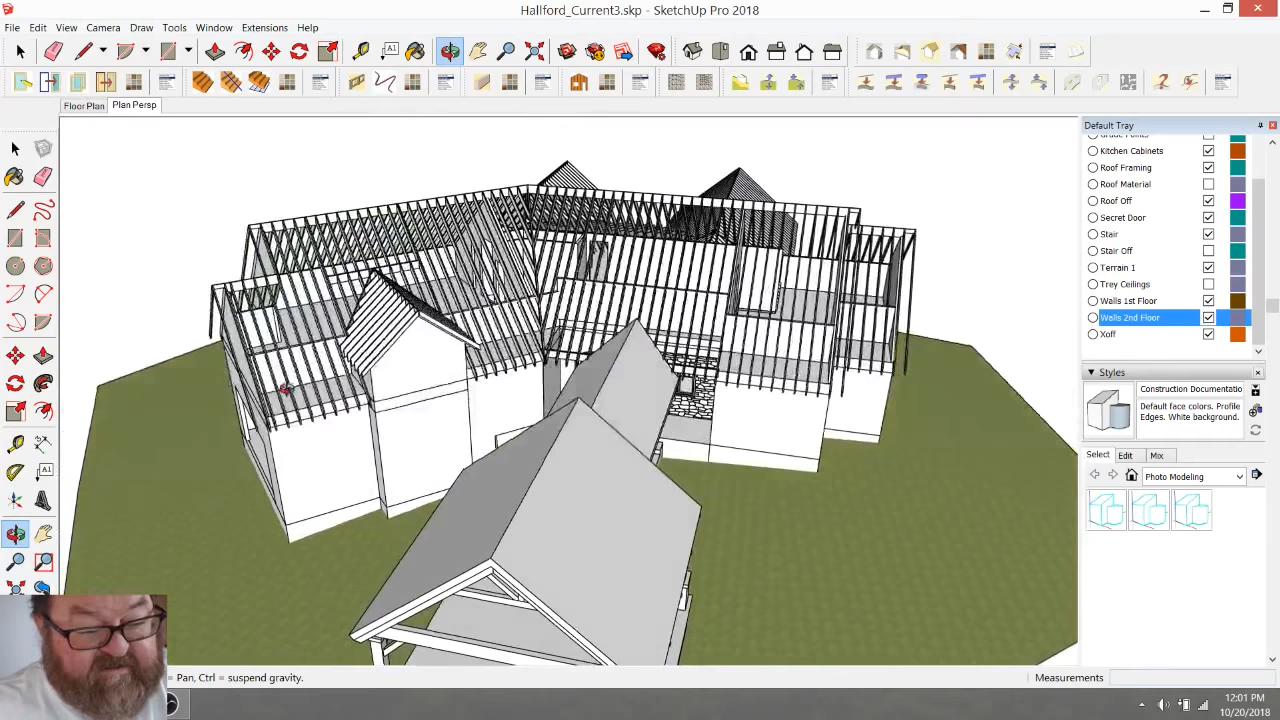 Hallford_Current3.skp - SketchUp Pro 2018
File Edit View Camera Draw Tools Window Extensions Help
Floor Plan Plan Persp
Default Tray
Kitchen Cabinets
Roof Framing
Roof Material
Roof Off
Secret Door
Stair
Stair Off
Terrain 1
Trey Ceilings
Walls 1st Floor
Walls 2nd Floor
Xoff
Styles
Construction Documentatio
Default face colors. Profile
Edges. White background.
Select Edit Mix
Photo Modeling
= Pan, Ctrl = suspend gravity.
Measurements
12:01 PM
10/20/2018